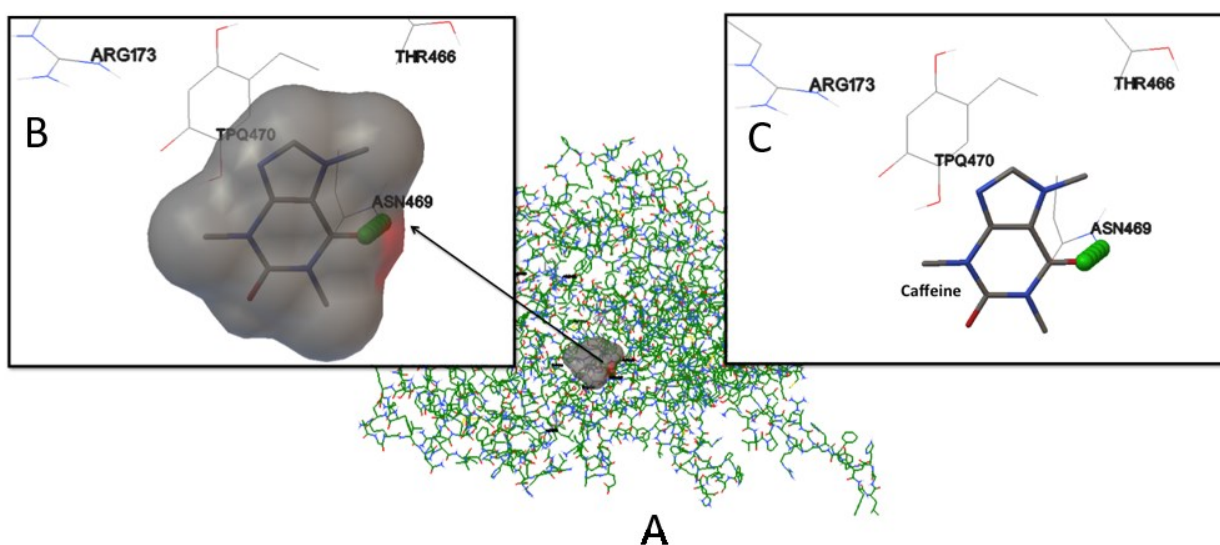 ARG173
THR466
B
TPQ470
ASN469
ARG173
THR466
C
TPQ470
ASN469
Caffeine
A